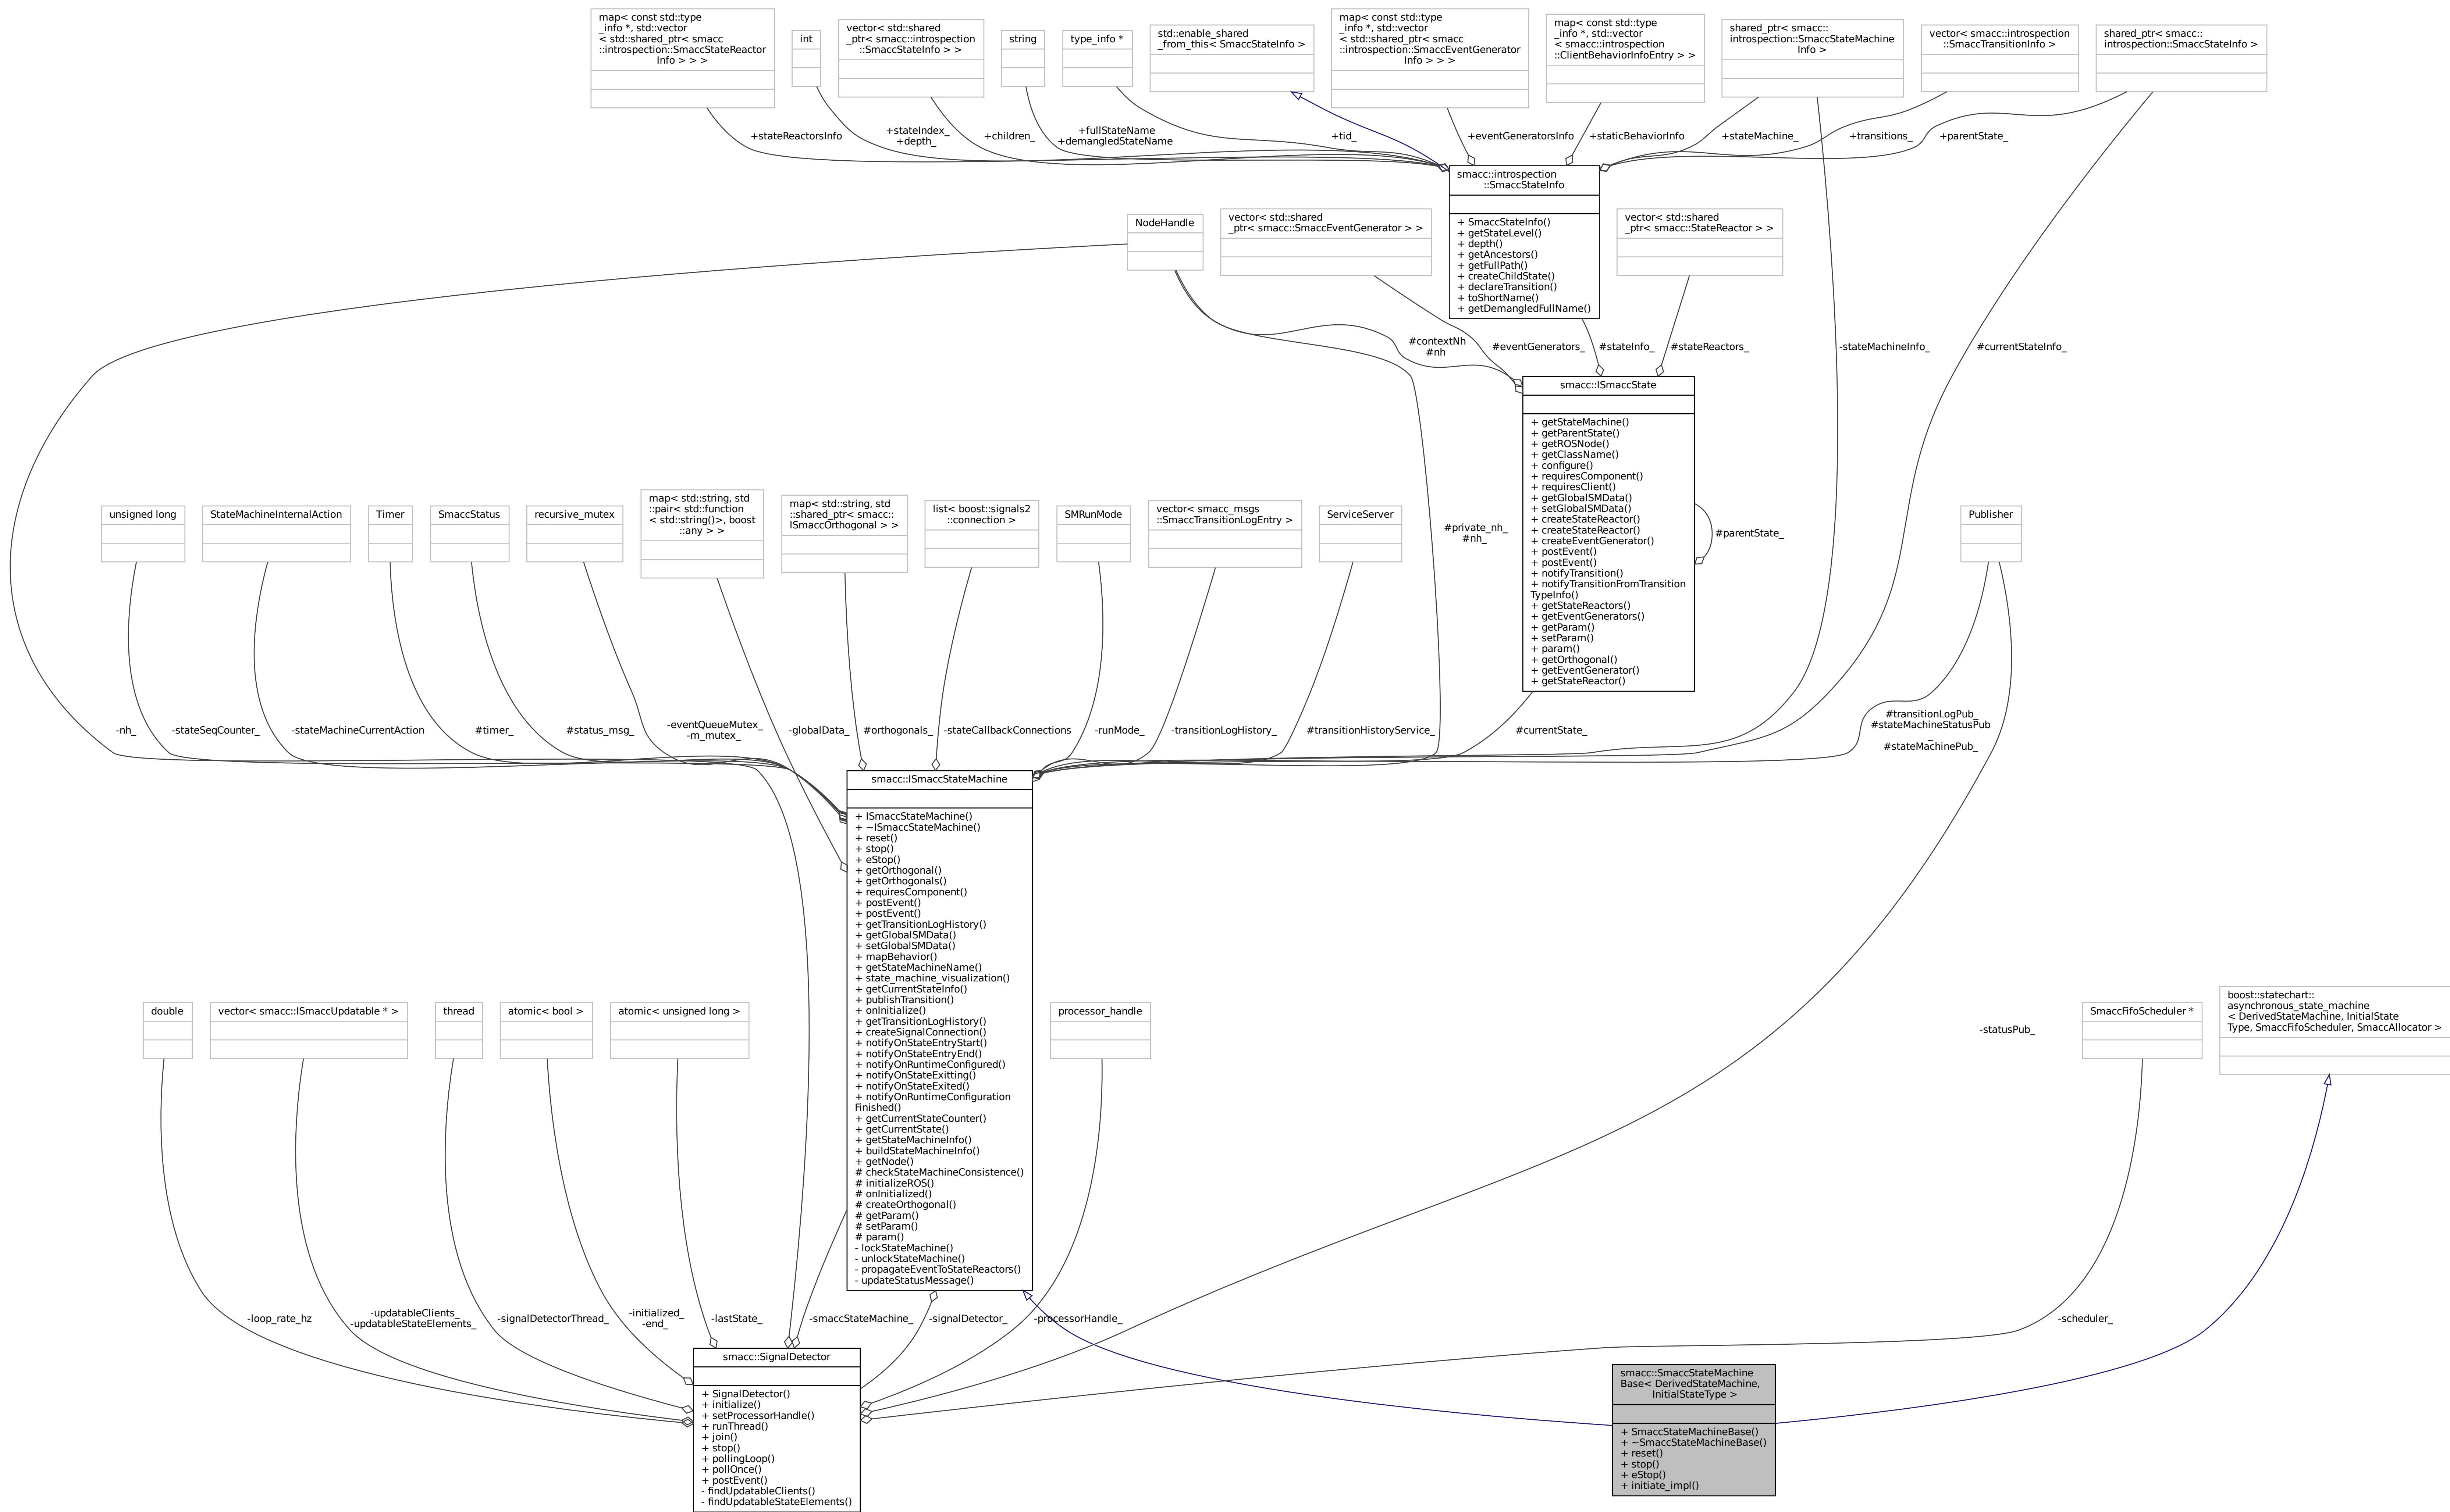 map< const std::type
_info *, std::vector
< std::shared_ptr< smacc
::introspection::SmaccStateReactor
Info > > >
int
vector< std::shared
_ptr< smacc::introspection
::SmaccStateInfo > >
string
type_info *
std::enable_shared
_from_this< SmaccStateInfo >
map< const std::type
_info *, std::vector
< std::shared_ptr< smacc
::introspection::SmaccEventGenerator
Info > > >
map< const std::type
_info *, std::vector
< smacc::introspection
::ClientBehaviorInfoEntry > >
shared_ptr< smacc::
introspection::SmaccStateMachine
Info >
vector< smacc::introspection
::SmaccTransitionInfo >
shared_ptr< smacc::
introspection::SmaccStateInfo >
+stateReactorsInfo
+stateIndex_
+depth_
+children_
+fullStateName
+demangledStateName
+tid_
+eventGeneratorsInfo
+staticBehaviorInfo
+stateMachine_
+transitions_
+parentState_
smacc::introspection
::SmaccStateInfo
+ SmaccStateInfo()
+ getStateLevel()
+ depth()
+ getAncestors()
+ getFullPath()
+ createChildState()
+ declareTransition()
+ toShortName()
+ getDemangledFullName()
NodeHandle
vector< std::shared
_ptr< smacc::SmaccEventGenerator > >
vector< std::shared
_ptr< smacc::StateReactor > >
#contextNh
#nh
#eventGenerators_
#stateInfo_
#stateReactors_
-stateMachineInfo_
#currentStateInfo_
smacc::ISmaccState
+ getStateMachine()
+ getParentState()
+ getROSNode()
+ getClassName()
+ configure()
+ requiresComponent()
+ requiresClient()
+ getGlobalSMData()
+ setGlobalSMData()
+ createStateReactor()
+ createStateReactor()
+ createEventGenerator()
+ postEvent()
+ postEvent()
+ notifyTransition()
+ notifyTransitionFromTransition
TypeInfo()
+ getStateReactors()
+ getEventGenerators()
+ getParam()
+ setParam()
+ param()
+ getOrthogonal()
+ getEventGenerator()
+ getStateReactor()
#parentState_
unsigned long
StateMachineInternalAction
Timer
SmaccStatus
recursive_mutex
map< std::string, std
::pair< std::function
< std::string()>, boost
::any > >
map< std::string, std
::shared_ptr< smacc::
ISmaccOrthogonal > >
list< boost::signals2
::connection >
SMRunMode
vector< smacc_msgs
::SmaccTransitionLogEntry >
ServiceServer
#private_nh_
#nh_
Publisher
-nh_
-stateSeqCounter_
-stateMachineCurrentAction
#timer_
#status_msg_
-eventQueueMutex_
-m_mutex_
-globalData_
#orthogonals_
-stateCallbackConnections
-runMode_
-transitionLogHistory_
#transitionHistoryService_
#currentState_
#transitionLogPub_
#stateMachineStatusPub
_
#stateMachinePub_
smacc::ISmaccStateMachine
+ ISmaccStateMachine()
+ ~ISmaccStateMachine()
+ reset()
+ stop()
+ eStop()
+ getOrthogonal()
+ getOrthogonals()
+ requiresComponent()
+ postEvent()
+ postEvent()
+ getTransitionLogHistory()
+ getGlobalSMData()
+ setGlobalSMData()
+ mapBehavior()
+ getStateMachineName()
+ state_machine_visualization()
+ getCurrentStateInfo()
+ publishTransition()
+ onInitialize()
+ getTransitionLogHistory()
+ createSignalConnection()
+ notifyOnStateEntryStart()
+ notifyOnStateEntryEnd()
+ notifyOnRuntimeConfigured()
+ notifyOnStateExitting()
+ notifyOnStateExited()
+ notifyOnRuntimeConfiguration
Finished()
+ getCurrentStateCounter()
+ getCurrentState()
+ getStateMachineInfo()
+ buildStateMachineInfo()
+ getNode()
# checkStateMachineConsistence()
# initializeROS()
# onInitialized()
# createOrthogonal()
# getParam()
# setParam()
# param()
- lockStateMachine()
- unlockStateMachine()
- propagateEventToStateReactors()
- updateStatusMessage()
double
vector< smacc::ISmaccUpdatable * >
thread
atomic< bool >
atomic< unsigned long >
processor_handle
-statusPub_
SmaccFifoScheduler *
boost::statechart::
asynchronous_state_machine
< DerivedStateMachine, InitialState
Type, SmaccFifoScheduler, SmaccAllocator >
-loop_rate_hz
-updatableClients_
-updatableStateElements_
-signalDetectorThread_
-initialized_
-end_
-lastState_
-smaccStateMachine_
-signalDetector_
-processorHandle_
-scheduler_
smacc::SignalDetector
+ SignalDetector()
+ initialize()
+ setProcessorHandle()
+ runThread()
+ join()
+ stop()
+ pollingLoop()
+ pollOnce()
+ postEvent()
- findUpdatableClients()
- findUpdatableStateElements()
smacc::SmaccStateMachine
Base< DerivedStateMachine,
InitialStateType >
+ SmaccStateMachineBase()
+ ~SmaccStateMachineBase()
+ reset()
+ stop()
+ eStop()
+ initiate_impl()